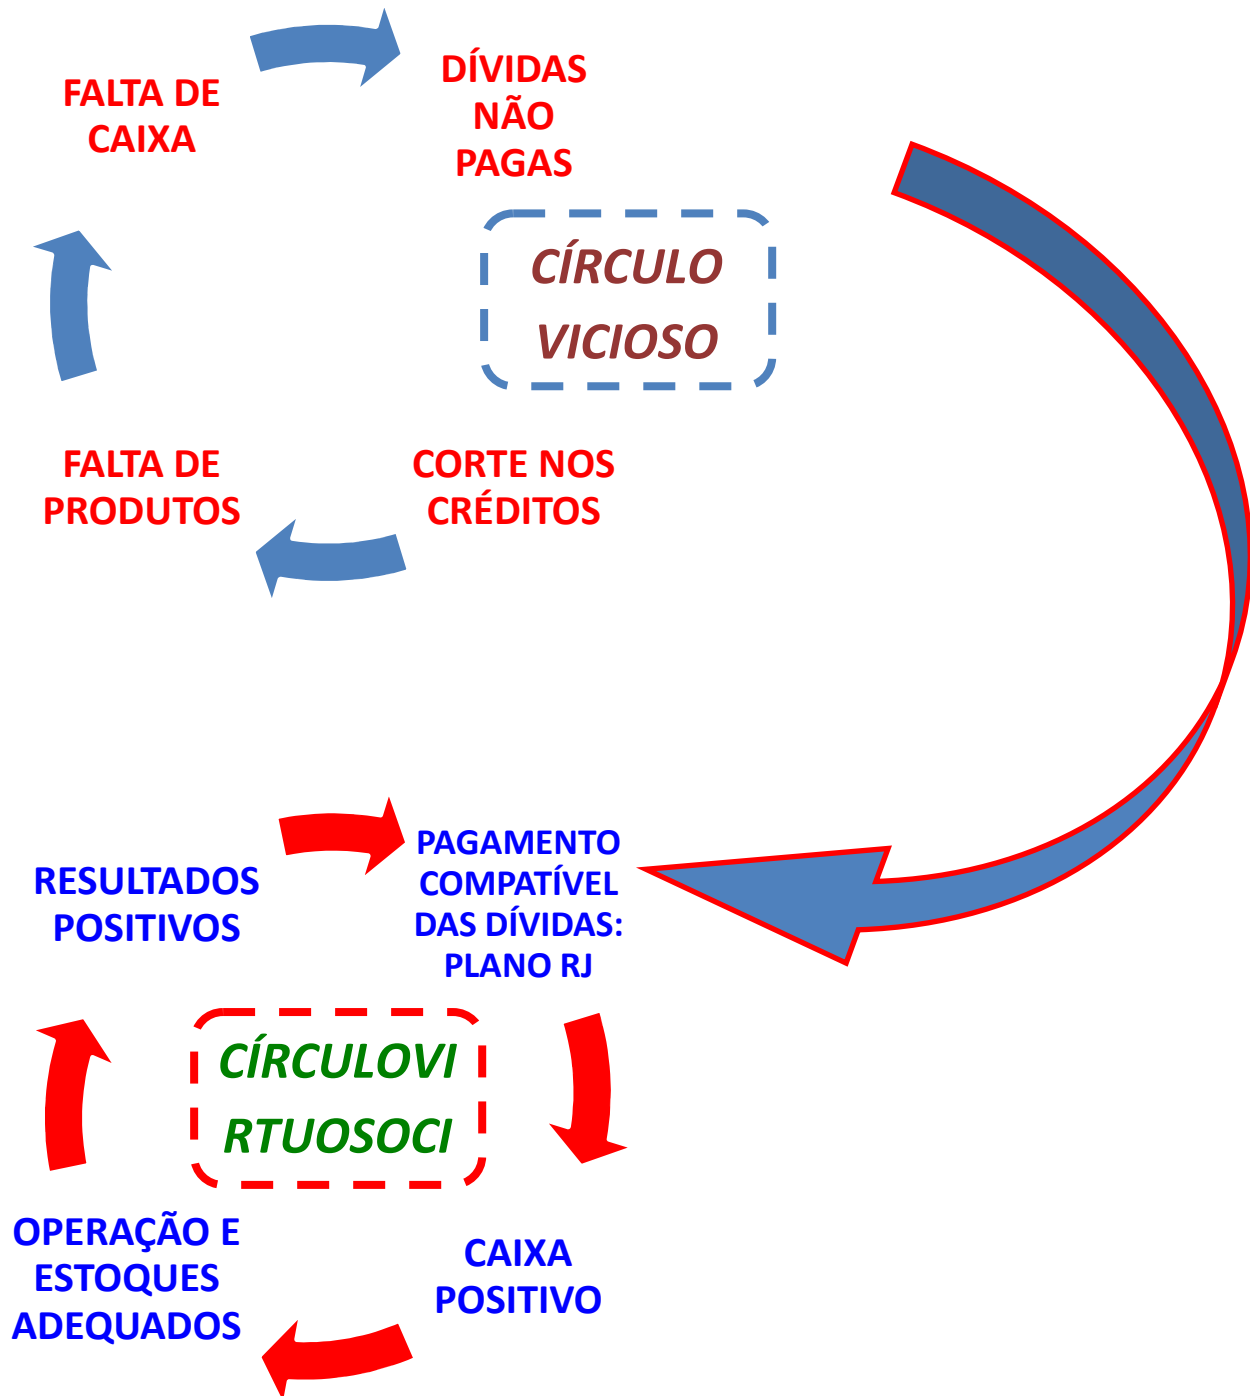 FALTA DE
CAIXA
DÍVIDAS
NÃO
PAGAS
CÍRCULO
VICIOSO
FALTA DE
PRODUTOS
CORTE NOS
CRÉDITOS
RESULTADOS
POSITIVOS
PAGAMENTO
COMPATÍVEL
DAS DÍVIDAS:
PLANO RJ
CÍRCULOVI
RTUOSOCI
OPERAÇÃO E
ESTOQUES
ADEQUADOS
CAIXA
POSITIVO